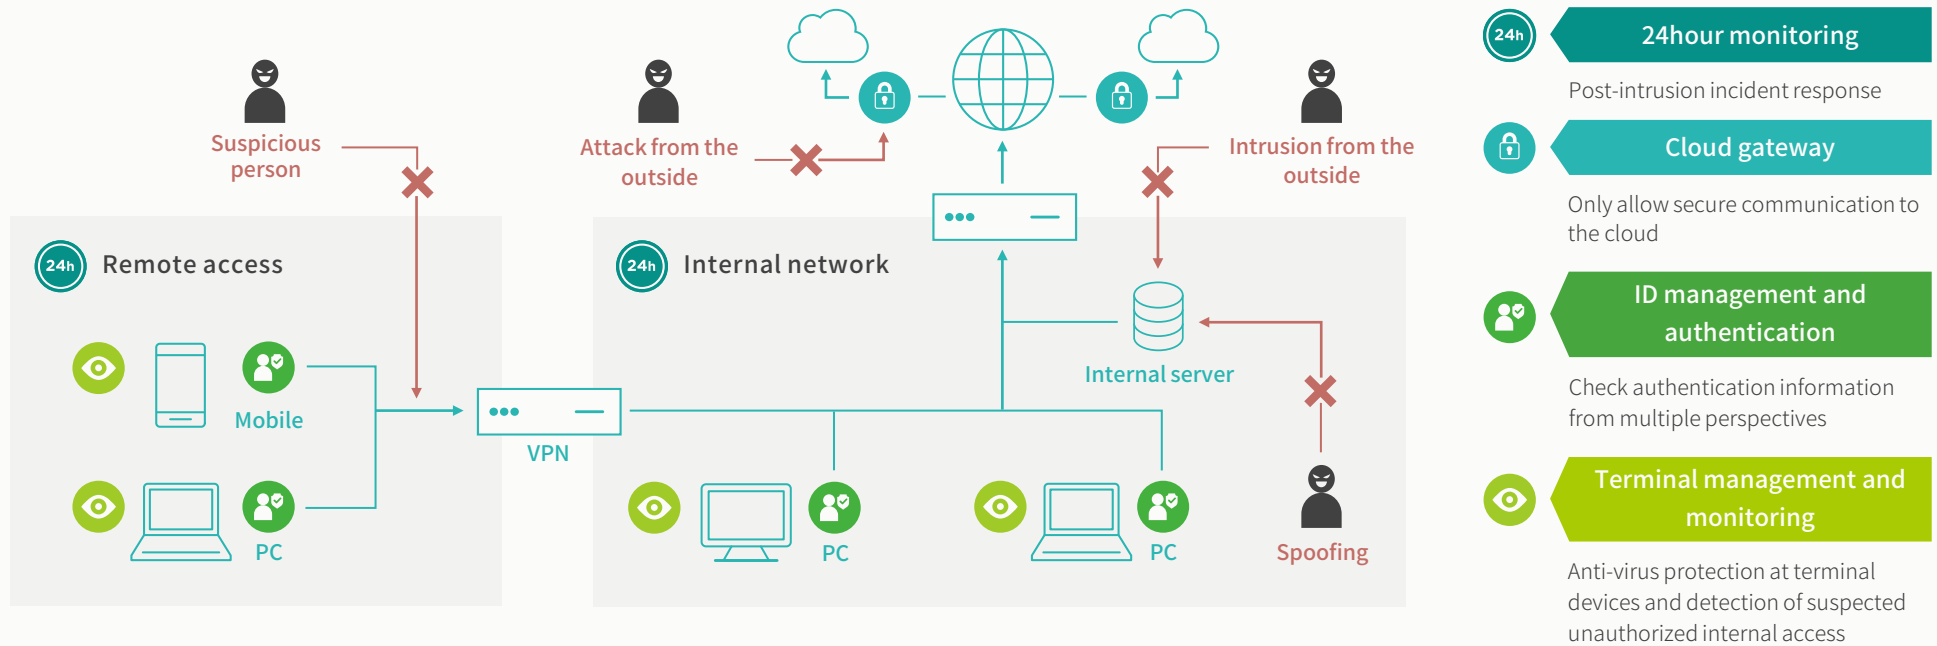 Suspicious
person
Attack from the
outside
Intrusion from the
outside
24h
Remote access
24h
Internal network
Mobile
PC
VPN
Internal server
PC
PC
Spoofing
24h
24hour monitoring
Post-intrusion incident response
Cloud gateway
Only allow secure communication to
the cloud
ID management and
authentication
Check authentication information
from multiple perspectives
Terminal management and
monitoring
Anti-virus protection at terminal
devices and detection of suspected
unauthorized internal access